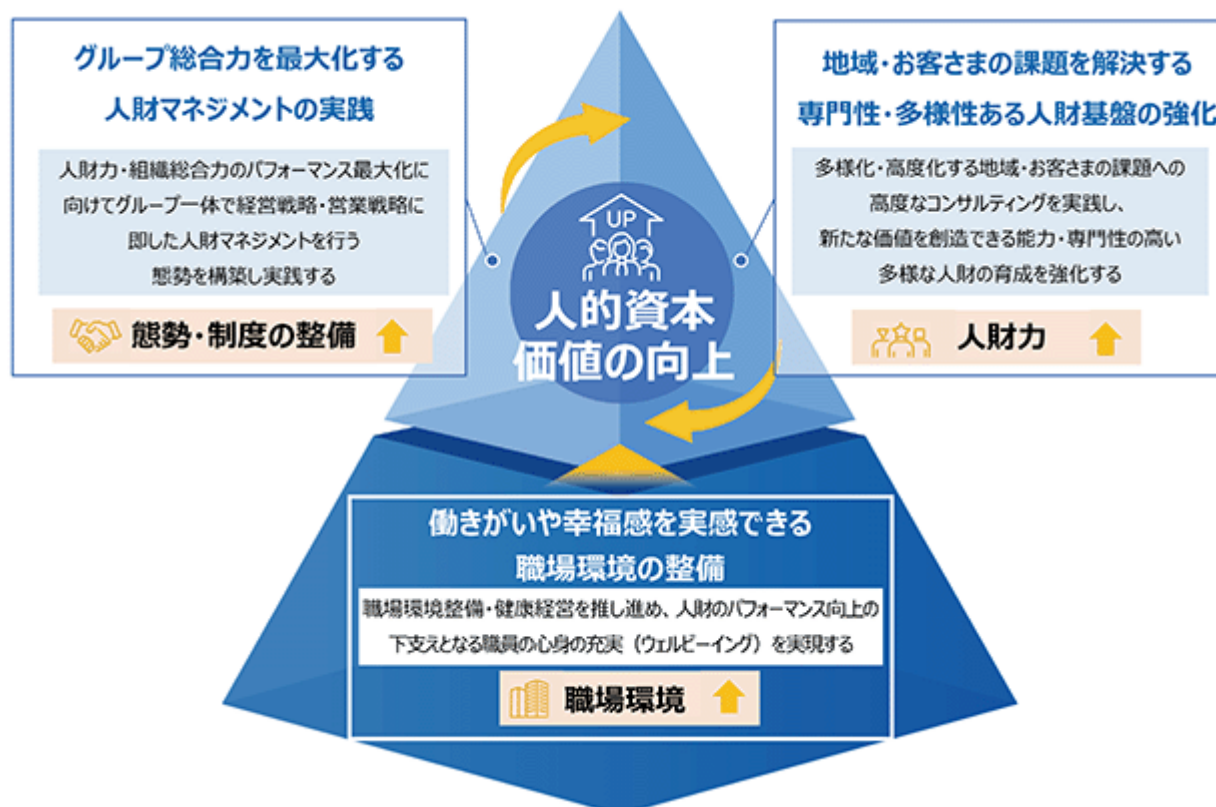 グループ総合力を最大化する
人財マネジメントの実践
人財力・組織総合力のパフォーマンス最大化に
向けてグループ一体で経営戦略・営業戦略に
即した人財マネジメントを行う
態勢を構築し実践する
態勢・制度の整備
地域・お客さまの課題を解決する
専門性・多様性ある人財基盤の強化
多様化・高度化する地域・お客さまの課題への
高度なコンサルティングを実践し、
新たな価値を創造できる能力・専門性の高い
多様な人財の育成を強化する
人財力
UP
人的資本
価値の向上
働きがいや幸福感を実感できる
職場環境の整備
職場環境整備・健康経営を推し進め、人財のパフォーマンス向上の
下支えとなる職員の心身の充実（ウェルビーイング）を実現する
職場環境